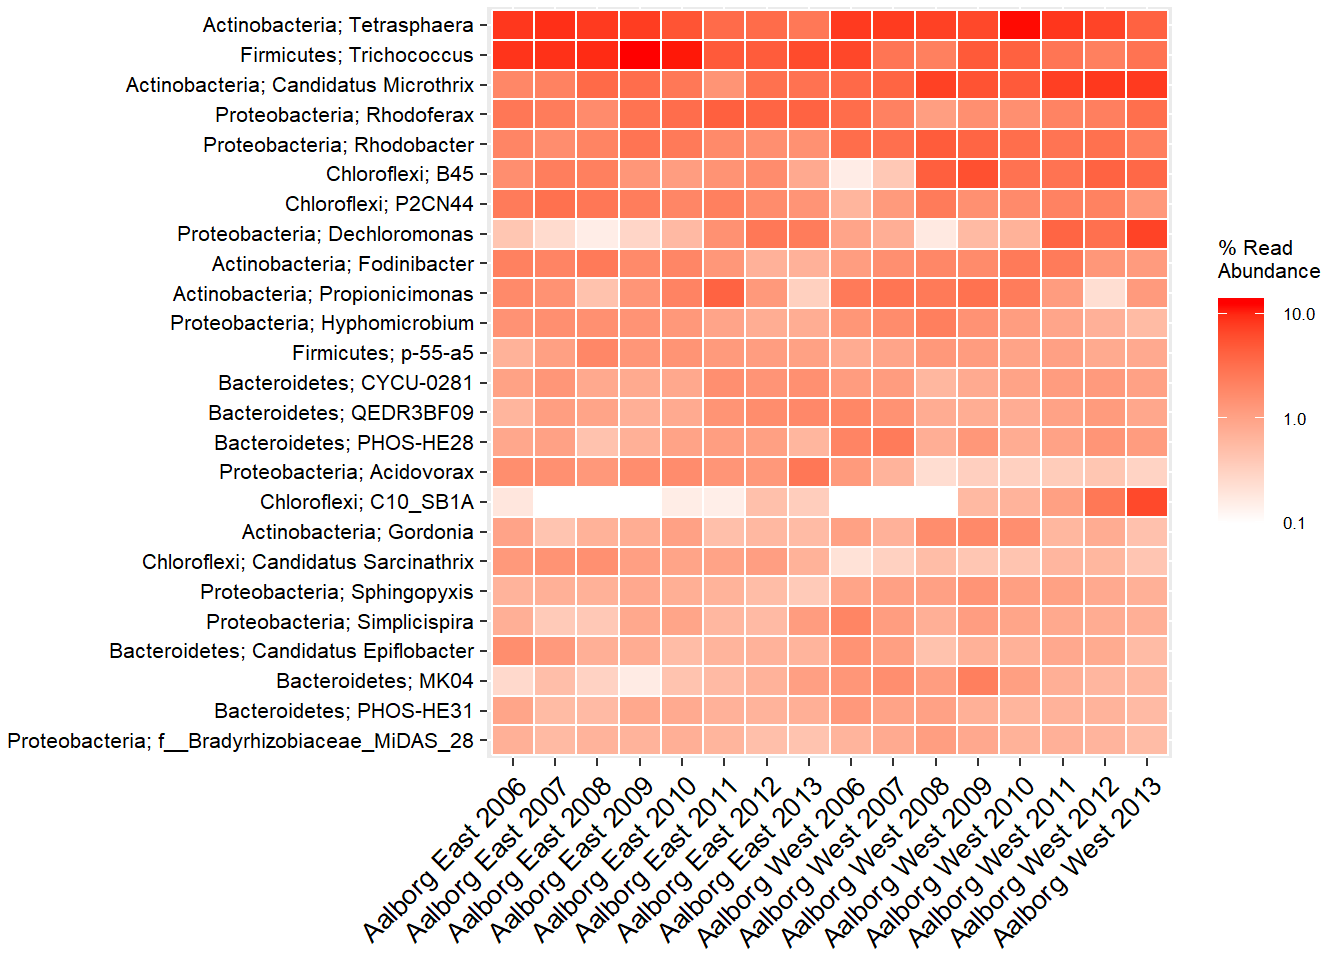 Actinobacteria; Tetrasphaera
Firmicutes; Trichococcus
Actinobacteria; Candidatus Microthrix
Proteobacteria; Rhodoferax
Proteobacteria; Rhodobacter
Chloroflexi; B45
Chloroflexi; P2CN44
Proteobacteria; Dechloromonas
Actinobacteria; Fodinibacter
Actinobacteria; Propionicimonas
Proteobacteria; Hyphomicrobium
Firmicutes; p-55-a5
Bacteroidetes; CYCU-0281
Bacteroidetes; QEDR3BF09
Bacteroidetes; PHOS-HE28
Proteobacteria; Acidovorax
Chloroflexi; C10_SB1A
Actinobacteria; Gordonia
Chloroflexi; Candidatus Sarcinathrix
Proteobacteria; Sphingopyxis
Proteobacteria; Simplicispira
Bacteroidetes; Candidatus Epiflobacter
Bacteroidetes; MK04
Bacteroidetes; PHOS-HE31
Proteobacteria; f__Bradyrhizobiaceae_MiDAS_28
Aalborg East 2006
Aalborg East 2007
Aalborg East 2008
Aalborg East 2009
Aalborg East 2010
Aalborg East 2011
Aalborg East 2012
Aalborg East 2013
Aalborg West 2006
Aalborg West 2007
Aalborg West 2008
Aalborg West 2009
Aalborg West 2010
Aalborg West 2011
Aalborg West 2012
Aalborg West 2013
% Read
Abundance
10.0
1.0
0.1